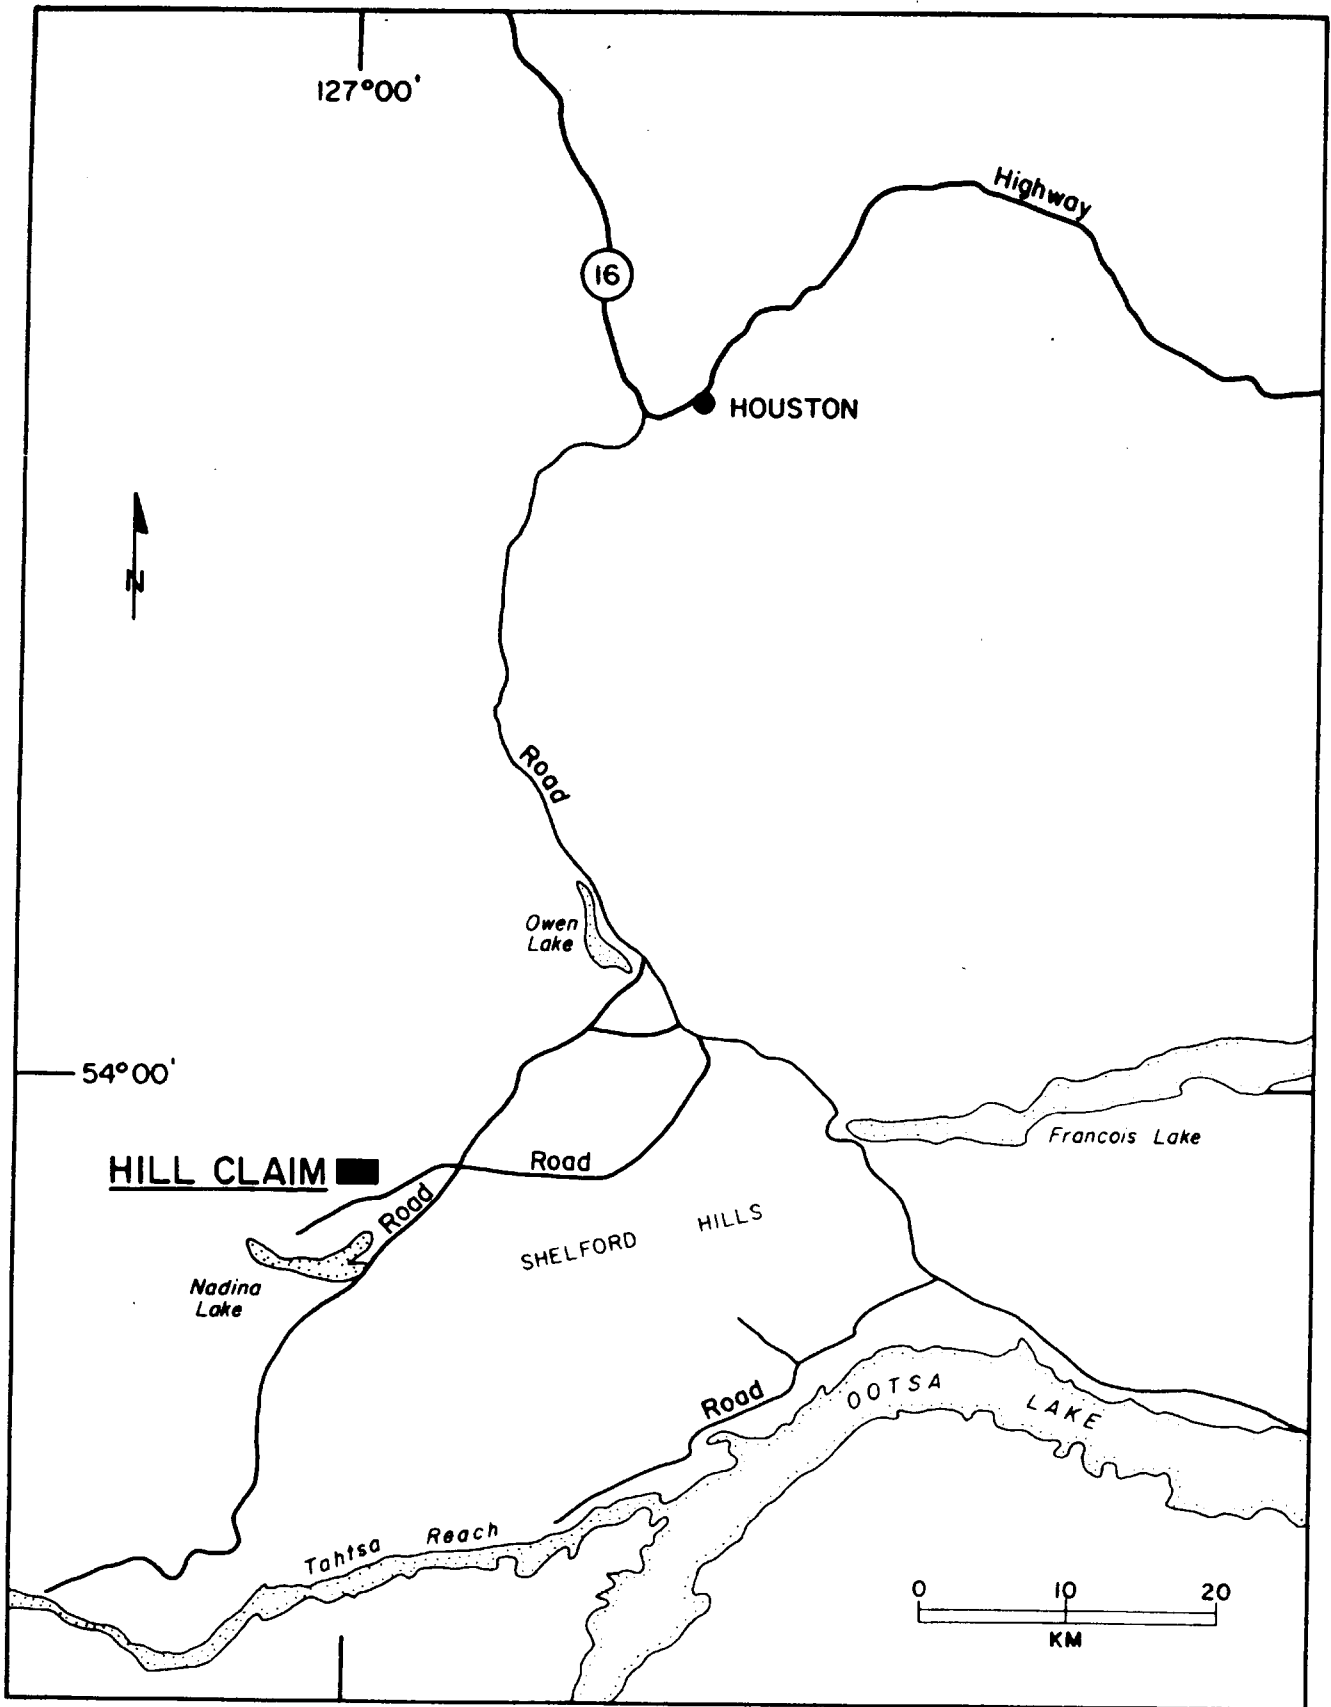 127°00'
Highway
16
HOUSTON
N
Road
Owen
Lake
54°00'
Francois Lake
HILL CLAIM
Road
Road
SHELFORD HILLS
Nadina
Lake
Road
OOTSA LAKE
Tahtsa Reach
0 10 20
KM